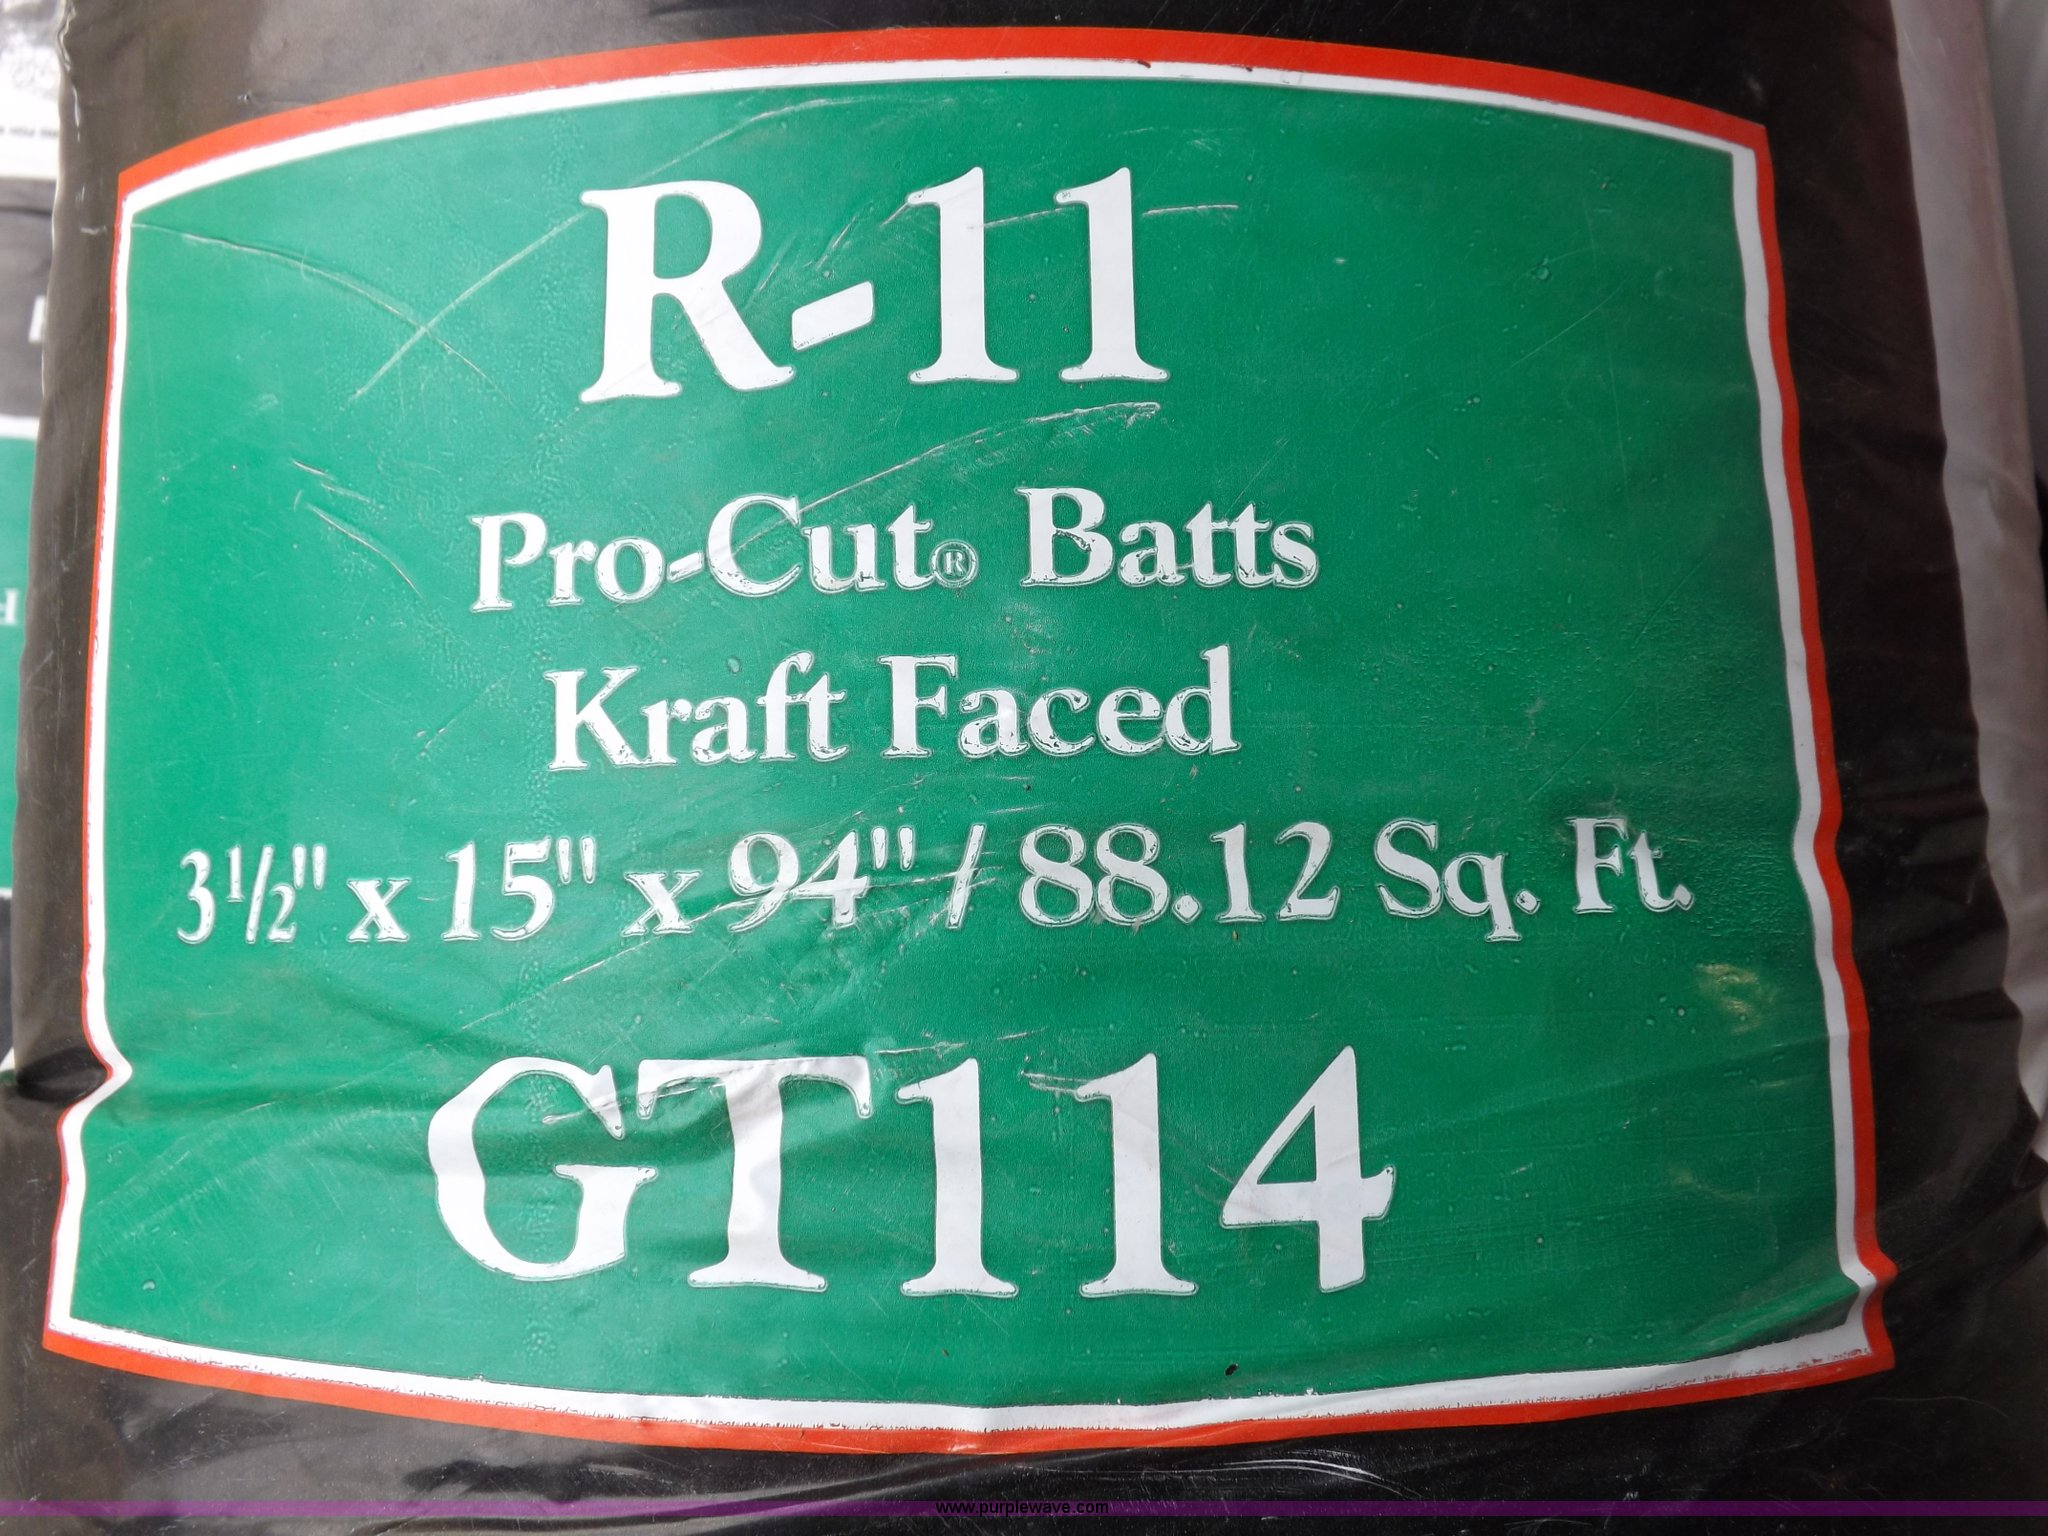 R-11
Pro-Cut® Batts
Kraft Faced
3½" x 15" x 94" / 88.12 Sq. Ft.
GT114
www.purplewave.com